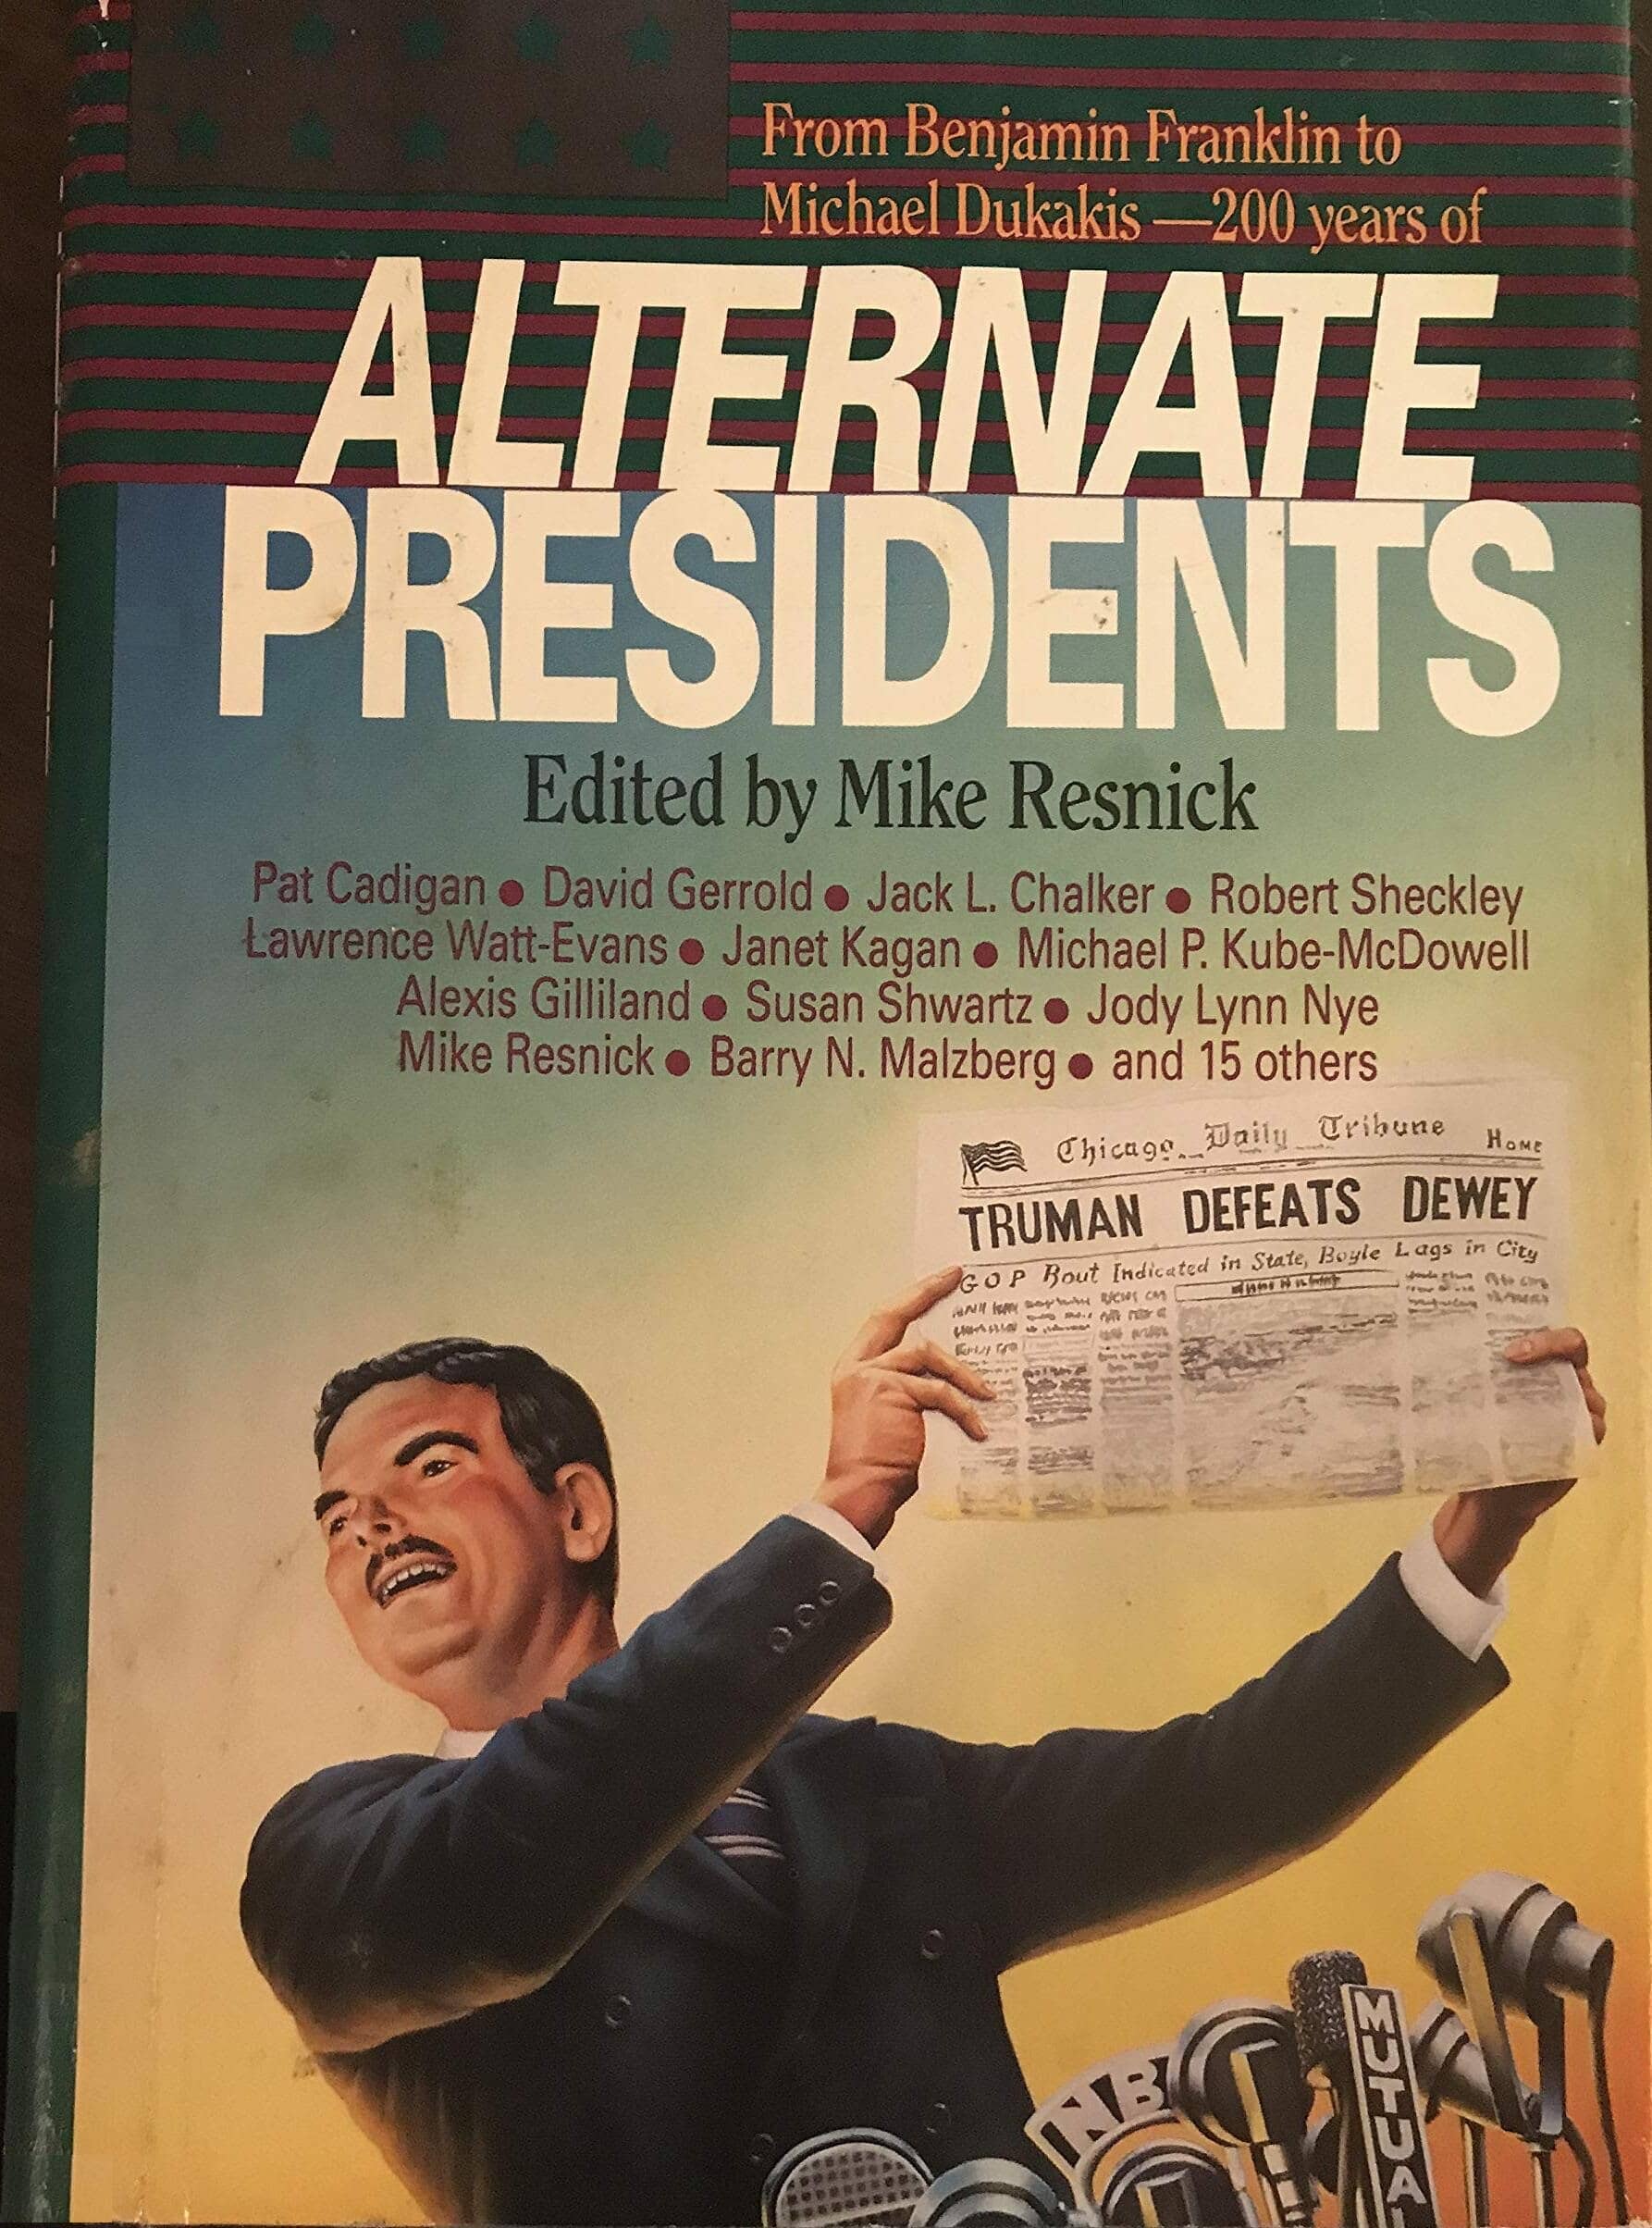 From Benjamin Franklin to
Michael Dukakis — 200 years of
ALTERNATE
PRESIDENTS
Edited by Mike Resnick
Pat Cadigan • David Gerrold • Jack L. Chalker • Robert Sheckley
Lawrence Watt-Evans • Janet Kagan • Michael P. Kube-McDowell
Alexis Gilliland • Susan Shwartz • Jody Lynn Nye
Mike Resnick • Barry N. Malzberg • and 15 others
Chicago Daily Tribune HOME
TRUMAN DEFEATS DEWEY
G O P Rout Indicated in State, Boyle Lags in City
NB
MUTUAL